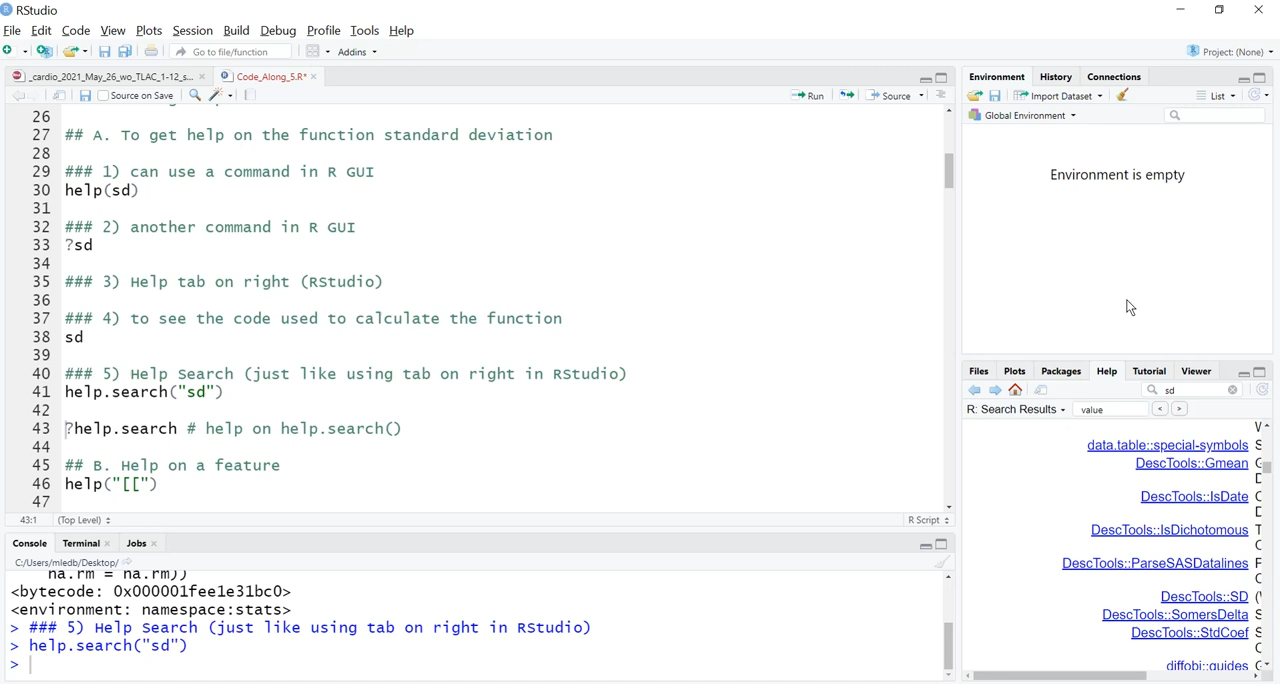 RStudio
File Edit Code View Plots Session Build Debug Profile Tools Help
Go to file/function Addins Project: (None)
_cardio_2021_May_26_wo_TLAC_1-12_s... Code_Along_5.R*
Source on Save Run Source
26
27 ## A. To get help on the function standard deviation
28
29 ### 1) can use a command in R GUI
30 help(sd)
31
32 ### 2) another command in R GUI
33 ?sd
34
35 ### 3) Help tab on right (RStudio)
36
37 ### 4) to see the code used to calculate the function
38 sd
39
40 ### 5) Help Search (just like using tab on right in RStudio)
41 help.search("sd")
42
43 ?help.search # help on help.search()
44
45 ## B. Help on a feature
46 help("[[")
47
43:1 (Top Level) R Script
Console Terminal Jobs
C:/Users/mledb/Desktop/
na.rm = na.rm))
<bytecode: 0x000001fee1e31bc0>
<environment: namespace:stats>
> ### 5) Help Search (just like using tab on right in RStudio)
> help.search("sd")
>
Environment History Connections
Import Dataset List
Global Environment
Environment is empty
Files Plots Packages Help Tutorial Viewer
sd
R: Search Results value
data.table::special-symbols S
DescTools::Gmean
DescTools::IsDate
DescTools::IsDichotomous T
DescTools::ParseSASDatalines
DescTools::SD
DescTools::SomersDelta S
DescTools::StdCoef S
diffobj::guides